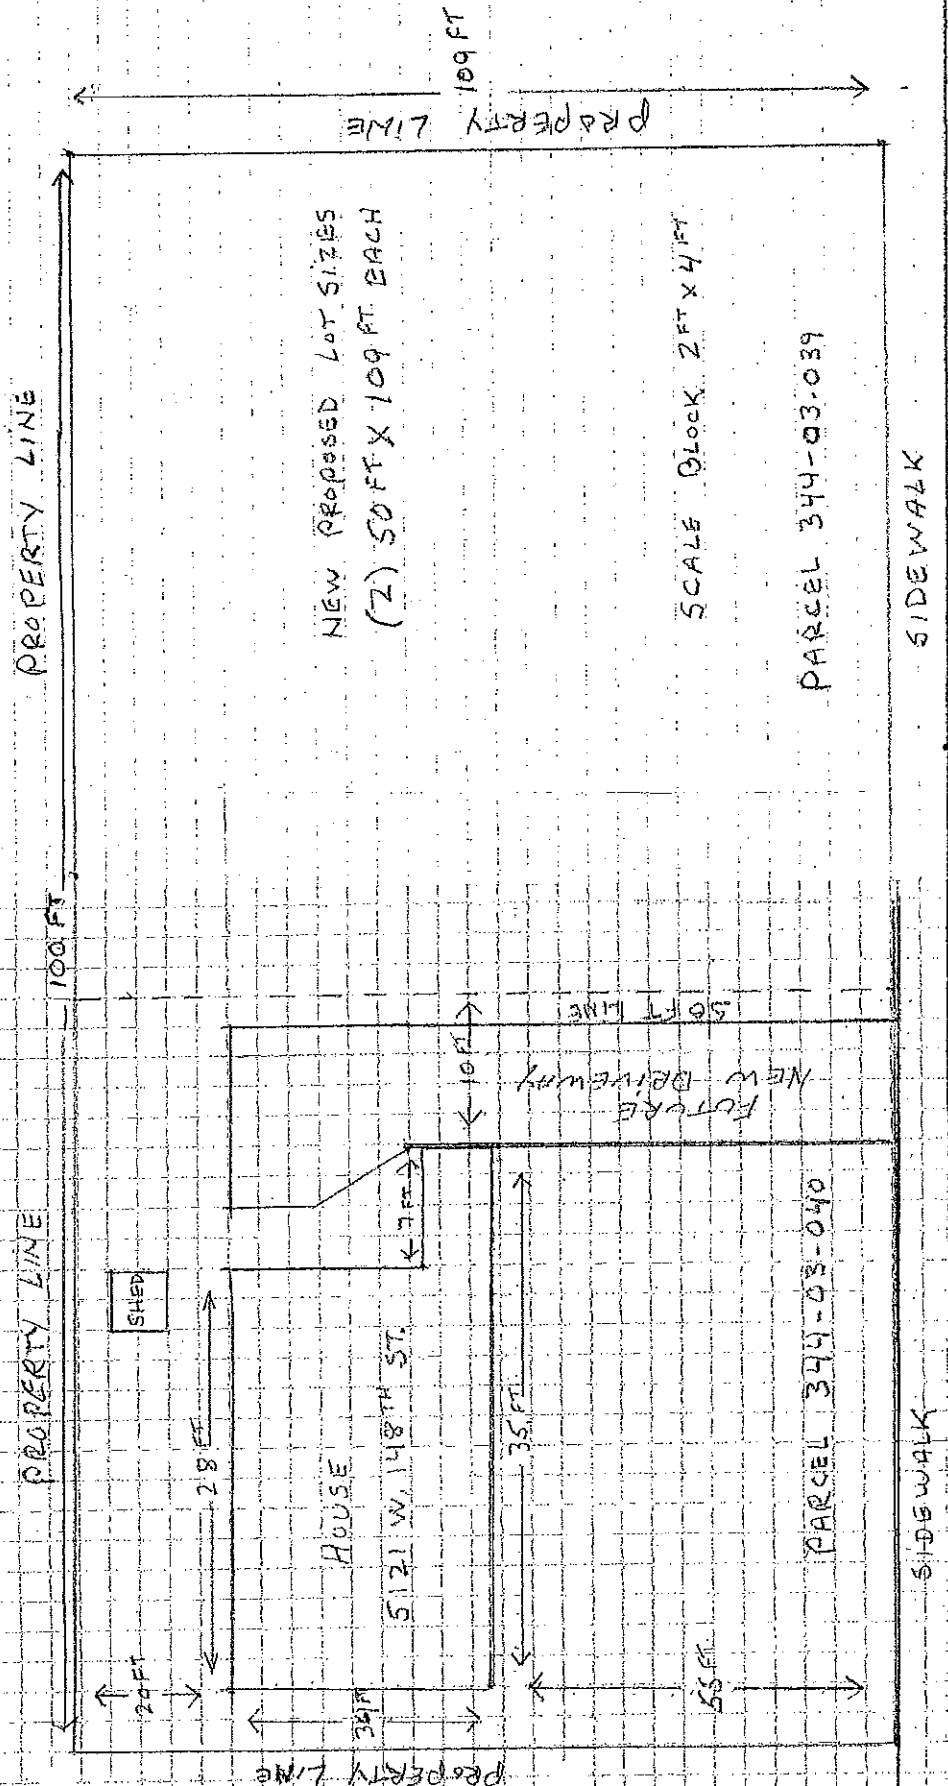 PROPERTY LINE
PROPERTY LINE
100 FT
SHED
20 FT
28 FT
HOUSE
5121 W. 148TH ST.
34 FT
7 FT
35 FT
10 FT
FUTURE
NEW DRIVEWAY
50 FT LINE
55 FT
PROPERTY LINE
PARCEL 344-03-040
SIDEWALK
NEW PROPOSED LOT SIZES
(2) 50 FT X 109 FT EACH
SCALE BLOCK 2FT X 4FT
PARCEL 344-03-039
SIDEWALK
PROPERTY LINE
109 FT